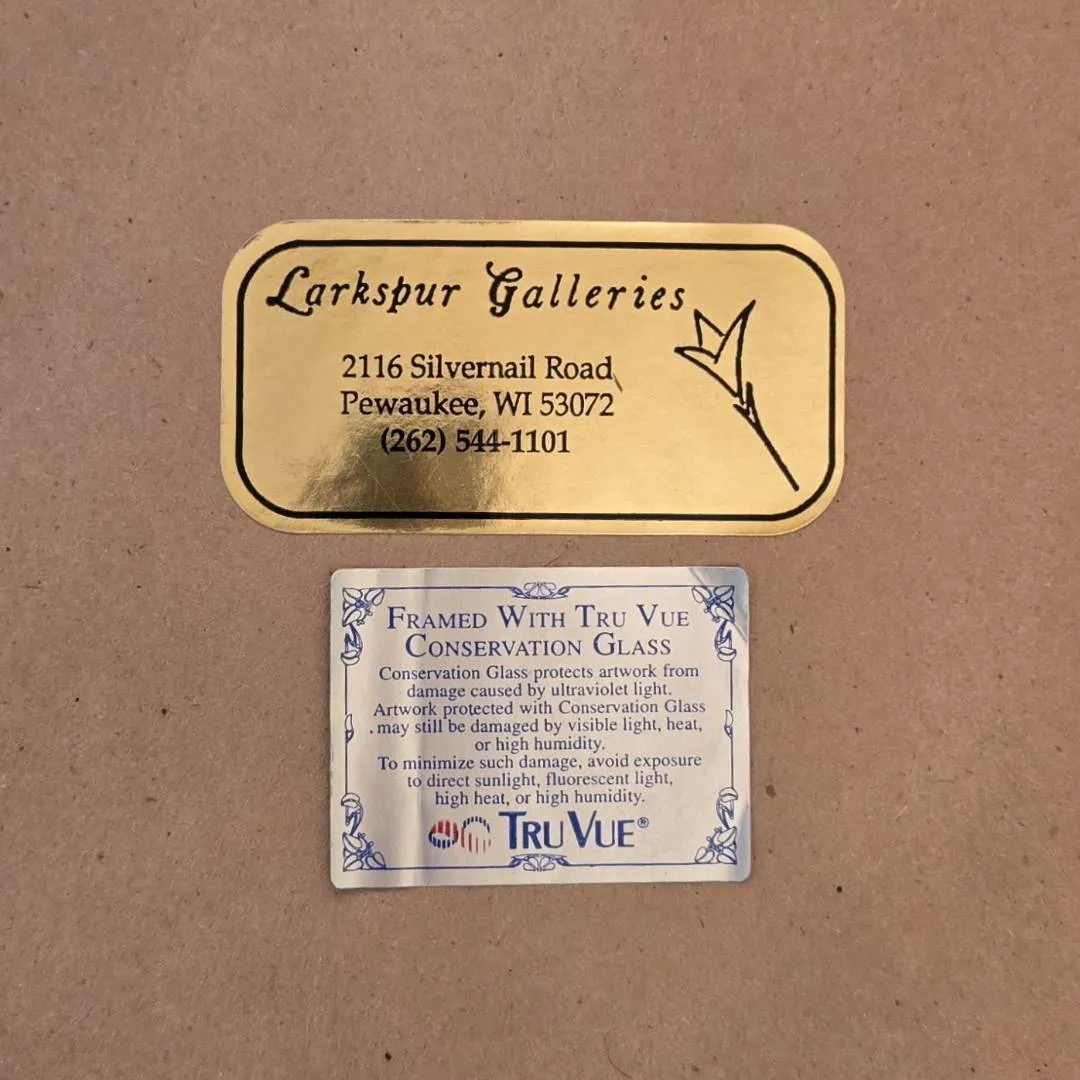 Larkspur Galleries
2116 Silvernail Road
Pewaukee, WI 53072
(262) 544-1101
FRAMED WITH TRU VUE
CONSERVATION GLASS
Conservation Glass protects artwork from
damage caused by ultraviolet light.
Artwork protected with Conservation Glass
may still be damaged by visible light, heat,
or high humidity.
To minimize such damage, avoid exposure
to direct sunlight, fluorescent light,
high heat, or high humidity.
TRU VUE®